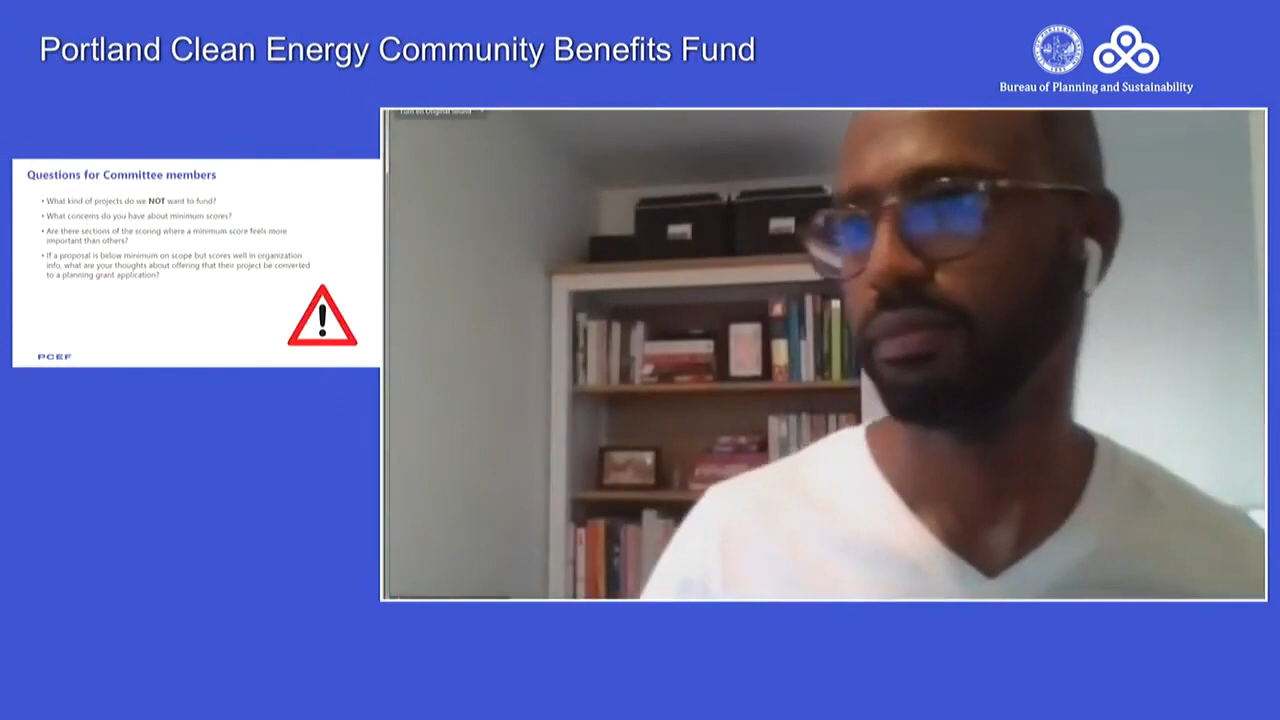 Portland Clean Energy Community Benefits Fund
Bureau of Planning and Sustainability
Turn on Original Sound
Questions for Committee members
• What kind of projects do we NOT want to fund?
• What concerns do you have about minimum scores?
• Are there sections of the scoring where a minimum score feels more
important than others?
• If a proposal is below minimum on scope but scores well in organization
info, what are your thoughts about offering that their project be converted
to a planning grant application?
PCEF